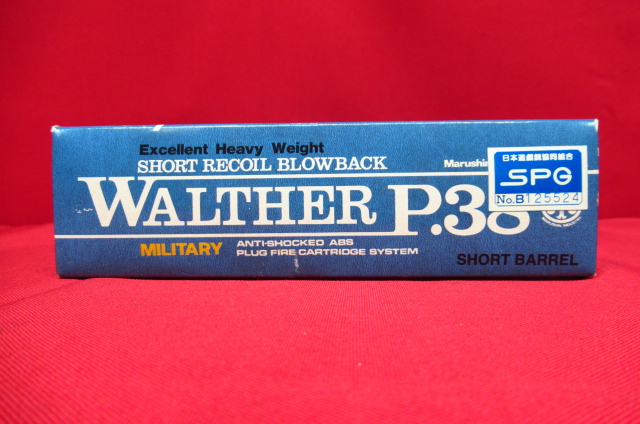 Excellent Heavy Weight
SHORT RECOIL BLOWBACK
Marushin
WALTHER P.38
MILITARY
ANTI-SHOCKED ABS
PLUG FIRE CARTRIDGE SYSTEM
SHORT BARREL
日本遊戯銃協同組合
SPG
No.B125524